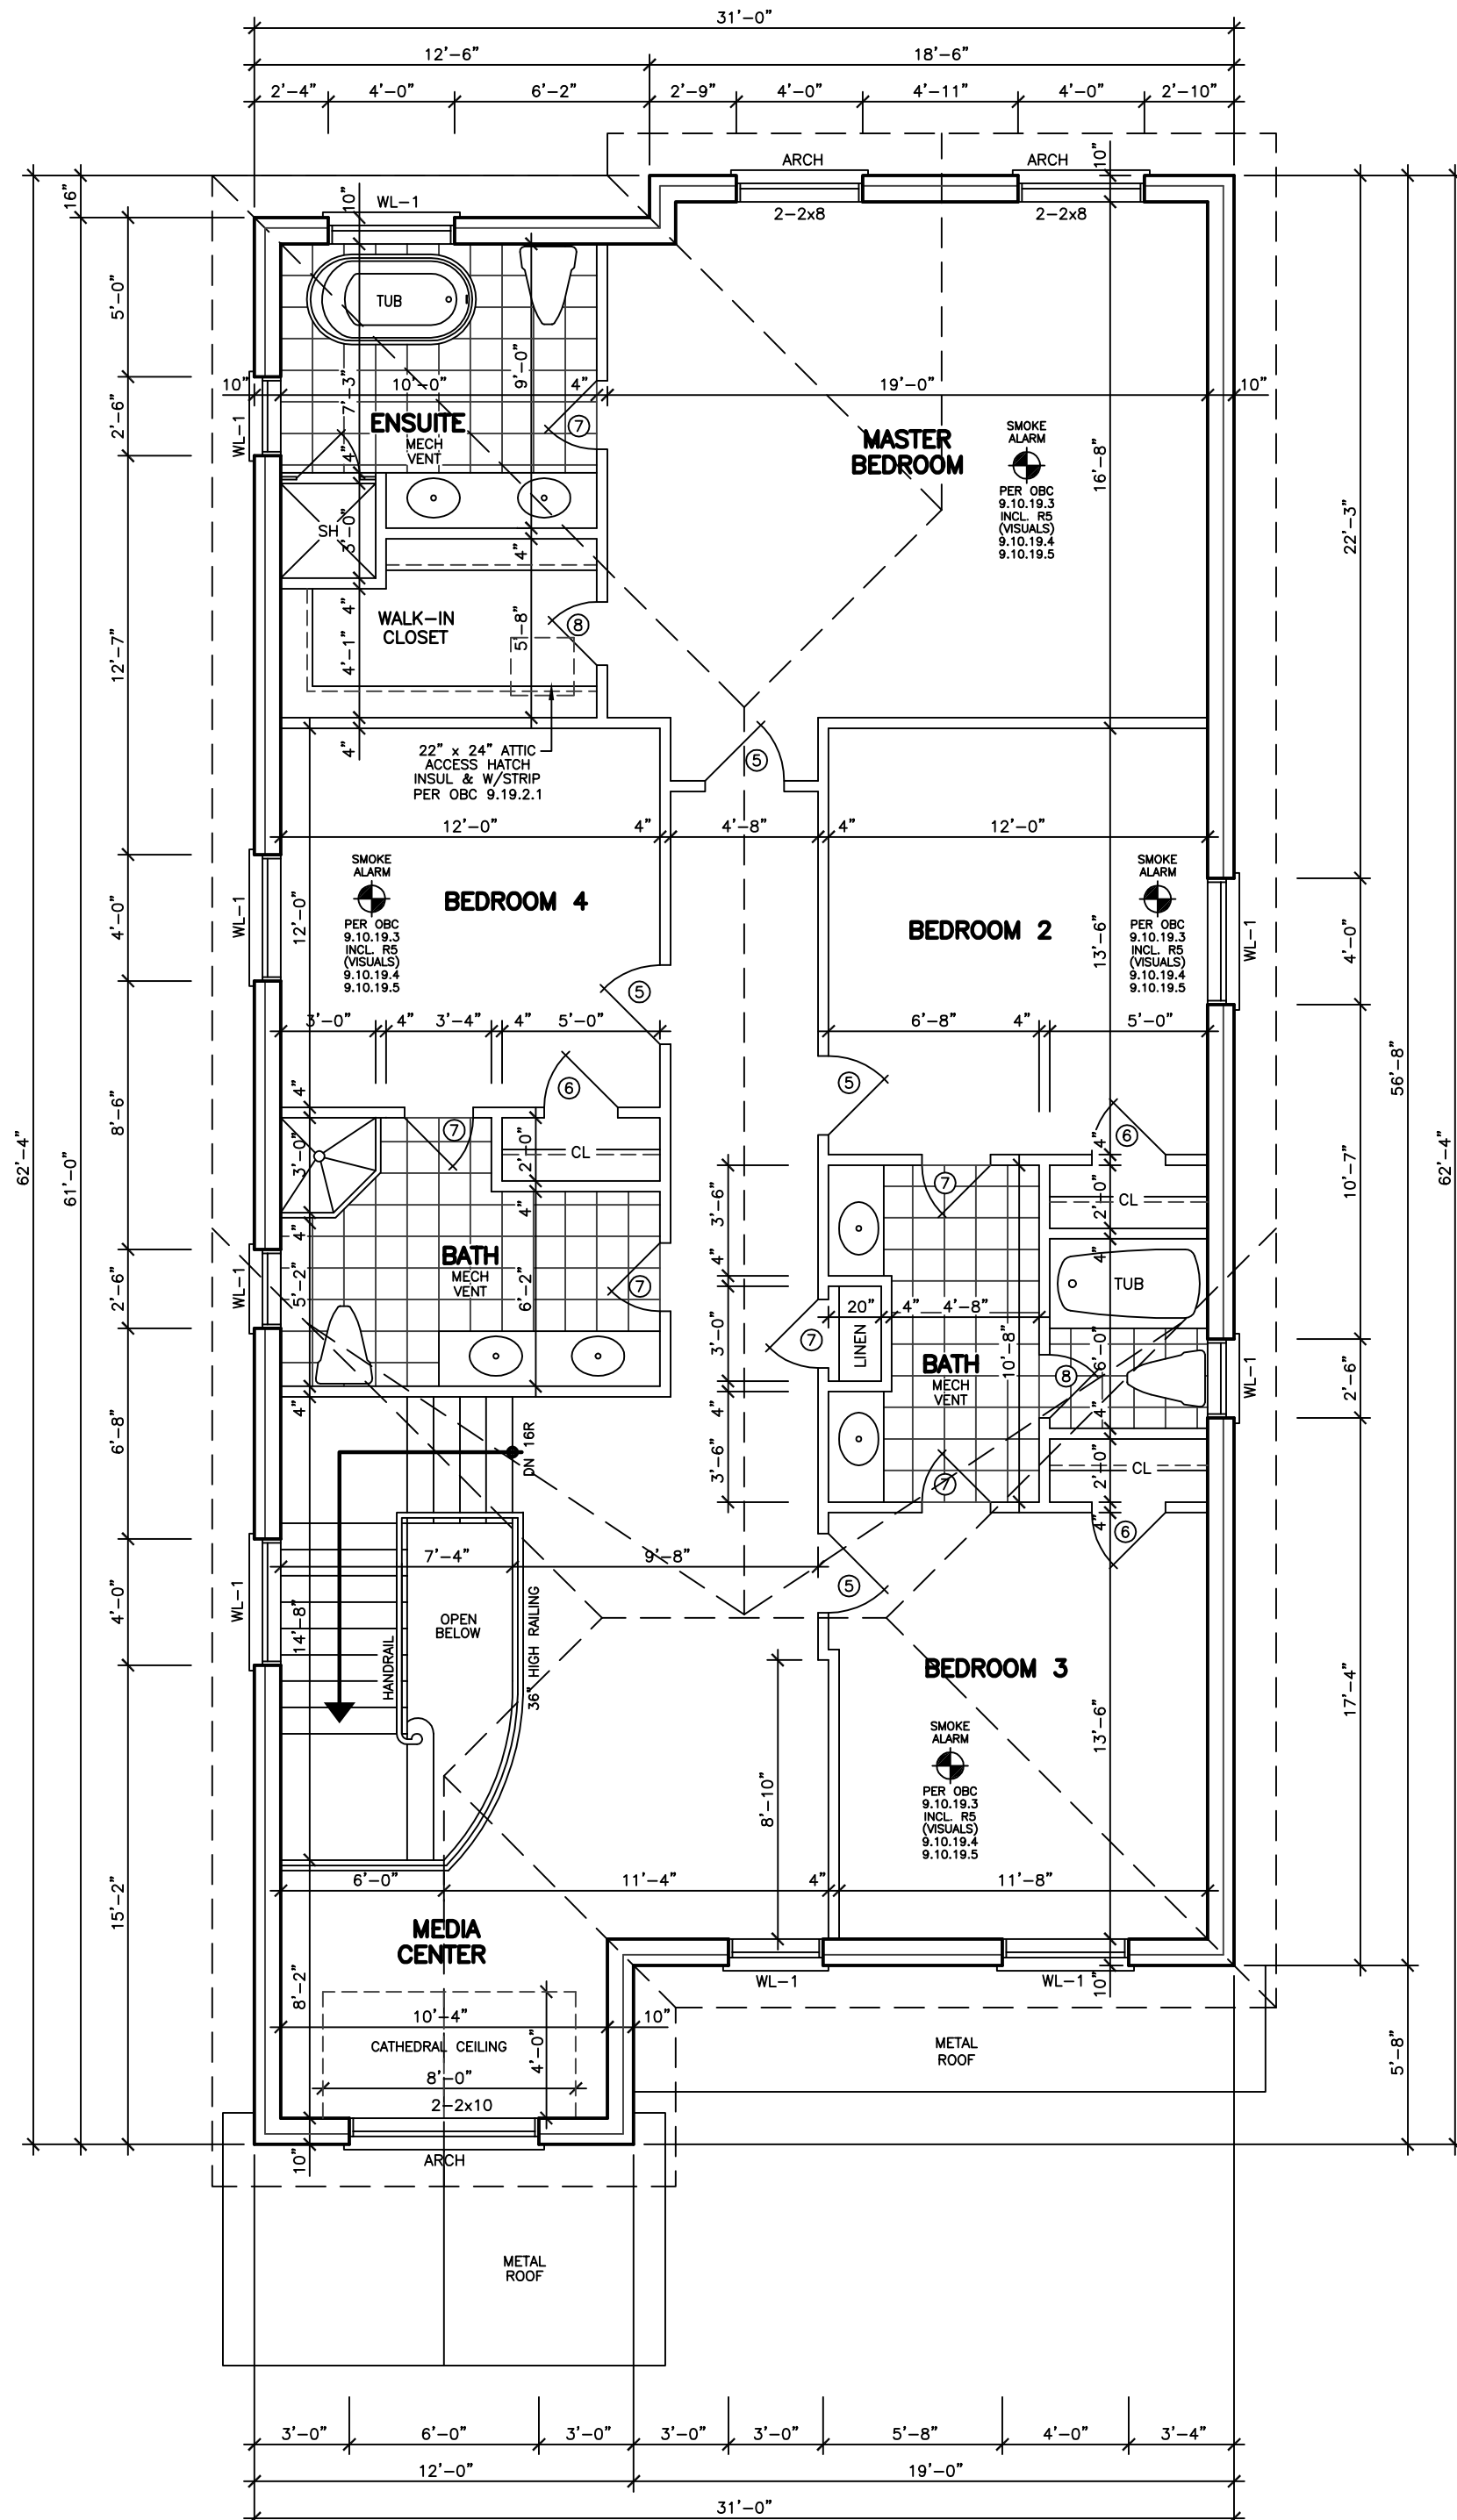 31'-0"
12'-6" 18'-6"
2'-4" 4'-0" 6'-2" 2'-9" 4'-0" 4'-11" 4'-0" 2'-10"
ARCH ARCH
10"
16"
10"
WL-1
2-2x8 2-2x8
5'-0"
TUB
9'-0"
7'-3"
10" 10'-0" 4" 19'-0" 10"
2'-6"
WL-1
ENSUITE
MECH
VENT
7
MASTER
BEDROOM
SMOKE
ALARM
PER OBC
9.10.19.3
INCL. R5
(VISUALS)
9.10.19.4
9.10.19.5
16'-8"
22'-3"
4"
SH
3'-0"
4"
4"
WALK-IN
CLOSET
8
5'-8"
4'-1"
12'-7"
4"
22" x 24" ATTIC
ACCESS HATCH
INSUL & W/STRIP
PER OBC 9.19.2.1
5
12'-0" 4" 4'-8" 4" 12'-0"
SMOKE
ALARM
PER OBC
9.10.19.3
INCL. R5
(VISUALS)
9.10.19.4
9.10.19.5
BEDROOM 4
12'-0"
WL-1
4'-0"
BEDROOM 2
13'-6"
SMOKE
ALARM
PER OBC
9.10.19.3
INCL. R5
(VISUALS)
9.10.19.4
9.10.19.5
WL-1
4'-0"
5
3'-0" 4" 3'-4" 4" 5'-0"
6'-8" 4" 5'-0"
56'-8"
6
5
4"
8'-6"
62'-4"
61'-0"
7
3'-0"
2'-0"
CL
4"
6
4"
10'-7"
62'-4"
7
3'-6"
2'-0"
CL
4"
4"
BATH
MECH
VENT
5'-2"
6'-2"
7
WL-1
2'-6"
4"
TUB
20" 4" 4'-8"
3'-0"
7
LINEN
10'-8"
BATH
MECH
VENT
6'-0"
8
WL-1
2'-6"
4"
4"
4"
6'-8"
DN 16R
3'-6"
7
CL
2'-0"
4"
6
7'-4" 9'-8"
5
WL-1
4'-0"
14'-8"
OPEN
BELOW
HANDRAIL
36" HIGH RAILING
BEDROOM 3
17'-4"
SMOKE
ALARM
PER OBC
9.10.19.3
INCL. R5
(VISUALS)
9.10.19.4
9.10.19.5
13'-6"
8'-10"
15'-2"
6'-0" 11'-4" 4" 11'-8"
MEDIA
CENTER
8'-2"
WL-1 WL-1
10"
10'-4" 10"
CATHEDRAL CEILING
4'-0"
8'-0"
2-2x10
METAL
ROOF
5'-8"
10"
ARCH
METAL
ROOF
3'-0" 6'-0" 3'-0" 3'-0" 3'-0" 5'-8" 4'-0" 3'-4"
12'-0" 19'-0"
31'-0"